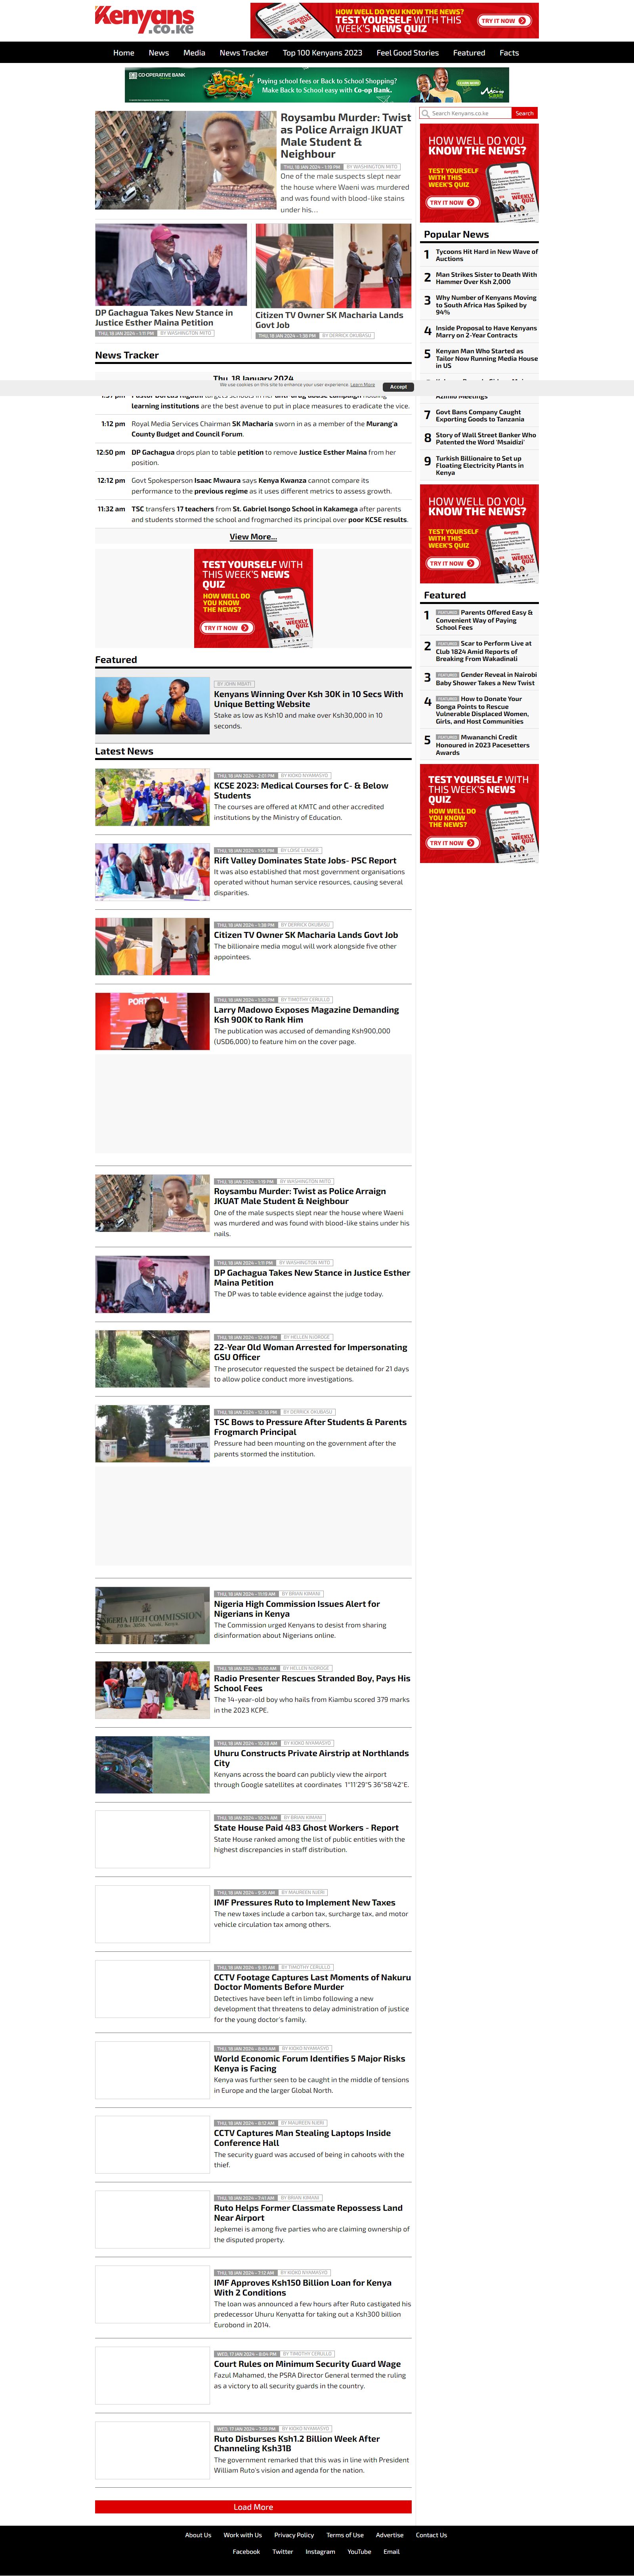 Kenyans
.co.ke
HOW WELL DO YOU KNOW THE NEWS?
TEST YOURSELF WITH THIS
WEEK'S NEWS QUIZ
TRY IT NOW
Home News Media News Tracker Top 100 Kenyans 2023 Feel Good Stories Featured Facts
CO-OPERATIVE BANK
Back to School
Paying school fees or Back to School Shopping?
Make Back to School easy with Co-op Bank.
Roysambu Murder: Twist
as Police Arraign JKUAT
Male Student &
Neighbour
THU, 18 JAN 2024 - 1:19 PM BY WASHINGTON MITO
One of the male suspects slept near
the house where Waeni was murdered
and was found with blood-like stains
under his...
DP Gachagua Takes New Stance in
Justice Esther Maina Petition
THU, 18 JAN 2024 - 1:11 PM BY WASHINGTON MITO
Citizen TV Owner SK Macharia Lands
Govt Job
THU, 18 JAN 2024 - 1:38 PM BY DERRICK OKUBASU
News Tracker
Thu, 18 January 2024
We use cookies on this site to enhance your user experience. Learn More
Accept
learning institutions are the best avenue to put in place measures to eradicate the vice.
1:12 pm Royal Media Services Chairman SK Macharia sworn in as a member of the Murang'a
County Budget and Council Forum.
12:50 pm DP Gachagua drops plan to table petition to remove Justice Esther Maina from her
position.
12:12 pm Govt Spokesperson Isaac Mwaura says Kenya Kwanza cannot compare its
performance to the previous regime as it uses different metrics to assess growth.
11:32 am TSC transfers 17 teachers from St. Gabriel Isongo School in Kakamega after parents
and students stormed the school and frogmarched its principal over poor KCSE results.
View More...
TEST YOURSELF WITH
THIS WEEK'S NEWS
QUIZ
HOW WELL DO
YOU KNOW
THE NEWS?
TRY IT NOW
Featured
BY JOHN MBATI
Kenyans Winning Over Ksh 30K in 10 Secs With
Unique Betting Website
Stake as low as Ksh10 and make over Ksh30,000 in 10
seconds.
Latest News
THU, 18 JAN 2024 - 2:01 PM BY KIOKO NYAMASYO
KCSE 2023: Medical Courses for C- & Below
Students
The courses are offered at KMTC and other accredited
institutions by the Ministry of Education.
THU, 18 JAN 2024 - 1:56 PM BY LOISE LENSER
Rift Valley Dominates State Jobs- PSC Report
It was also established that most government organisations
operated without human service resources, causing several
disparities.
THU, 18 JAN 2024 - 1:38 PM BY DERRICK OKUBASU
Citizen TV Owner SK Macharia Lands Govt Job
The billionaire media mogul will work alongside five other
appointees.
THU, 18 JAN 2024 - 1:30 PM BY TIMOTHY CERULLO
Larry Madowo Exposes Magazine Demanding
Ksh 900K to Rank Him
The publication was accused of demanding Ksh900,000
(USD6,000) to feature him on the cover page.
THU, 18 JAN 2024 - 1:19 PM BY WASHINGTON MITO
Roysambu Murder: Twist as Police Arraign
JKUAT Male Student & Neighbour
One of the male suspects slept near the house where Waeni
was murdered and was found with blood-like stains under his
nails.
THU, 18 JAN 2024 - 1:11 PM BY WASHINGTON MITO
DP Gachagua Takes New Stance in Justice Esther
Maina Petition
The DP was to table evidence against the judge today.
THU, 18 JAN 2024 - 12:48 PM BY HELLEN NJOROGE
22-Year Old Woman Arrested for Impersonating
GSU Officer
The prosecutor requested the suspect be detained for 21 days
to allow police conduct more investigations.
THU, 18 JAN 2024 - 12:36 PM BY DERRICK OKUBASU
TSC Bows to Pressure After Students & Parents
Frogmarch Principal
Pressure had been mounting on the government after the
parents stormed the institution.
THU, 18 JAN 2024 - 11:15 AM BY BRIAN KIMANI
Nigeria High Commission Issues Alert for
Nigerians in Kenya
The Commission urged Kenyans to desist from sharing
disinformation about Nigerians online.
THU, 18 JAN 2024 - 11:00 AM BY HELLEN NJOROGE
Radio Presenter Rescues Stranded Boy, Pays His
School Fees
The 14-year-old boy who hails from Kiambu scored 379 marks
in the 2023 KCPE.
THU, 18 JAN 2024 - 10:28 AM BY KIOKO NYAMASYO
Uhuru Constructs Private Airstrip at Northlands
City
Kenyans across the board can publicly view the airport
through Google satellites at coordinates 1°11'29"S 36°58'42"E.
THU, 18 JAN 2024 - 10:24 AM BY BRIAN KIMANI
State House Paid 483 Ghost Workers - Report
State House ranked among the list of public entities with the
highest discrepancies in staff distribution.
THU, 18 JAN 2024 - 9:56 AM BY MAUREEN NJERI
IMF Pressures Ruto to Implement New Taxes
The new taxes include a carbon tax, surcharge tax, and motor
vehicle circulation tax among others.
THU, 18 JAN 2024 - 9:35 AM BY TIMOTHY CERULLO
CCTV Footage Captures Last Moments of Nakuru
Doctor Moments Before Murder
Detectives have been left in limbo following a new
development that threatens to delay administration of justice
for the young doctor's family.
THU, 18 JAN 2024 - 8:43 AM BY KIOKO NYAMASYO
World Economic Forum Identifies 5 Major Risks
Kenya is Facing
Kenya was further seen to be caught in the middle of tensions
in Europe and the larger Global North.
THU, 18 JAN 2024 - 8:12 AM BY MAUREEN NJERI
CCTV Captures Man Stealing Laptops Inside
Conference Hall
The security guard was accused of being in cahoots with the
thief.
THU, 18 JAN 2024 - 7:41 AM BY BRIAN KIMANI
Ruto Helps Former Classmate Repossess Land
Near Airport
Jepkemei is among five parties who are claiming ownership of
the disputed property.
THU, 18 JAN 2024 - 7:12 AM BY KIOKO NYAMASYO
IMF Approves Ksh150 Billion Loan for Kenya
With 2 Conditions
The loan was announced a few hours after Ruto castigated his
predecessor Uhuru Kenyatta for taking out a Ksh300 billion
Eurobond in 2014.
WED, 17 JAN 2024 - 8:04 PM BY TIMOTHY CERULLO
Court Rules on Minimum Security Guard Wage
Fazul Mahamed, the PSRA Director General termed the ruling
as a victory to all security guards in the country.
WED, 17 JAN 2024 - 7:59 PM BY KIOKO NYAMASYO
Ruto Disburses Ksh1.2 Billion Week After
Channeling Ksh31B
The government remarked that this was in line with President
William Ruto's vision and agenda for the nation.
Load More
Search Kenyans.co.ke Search
HOW WELL DO YOU
KNOW THE NEWS?
TEST YOURSELF
WITH THIS
WEEK'S QUIZ
TRY IT NOW
Popular News
1 Tycoons Hit Hard in New Wave of
Auctions
2 Man Strikes Sister to Death With
Hammer Over Ksh 2,000
3 Why Number of Kenyans Moving
to South Africa Has Spiked by
94%
4 Inside Proposal to Have Kenyans
Marry on 2-Year Contracts
5 Kenyan Man Who Started as
Tailor Now Running Media House
in US
Azimio Meetings
7 Govt Bans Company Caught
Exporting Goods to Tanzania
8 Story of Wall Street Banker Who
Patented the Word 'Msaidizi'
9 Turkish Billionaire to Set up
Floating Electricity Plants in
Kenya
HOW WELL DO YOU
KNOW THE NEWS?
TEST YOURSELF
WITH THIS
WEEK'S QUIZ
TRY IT NOW
Featured
1 FEATURED Parents Offered Easy &
Convenient Way of Paying
School Fees
2 FEATURED Scar to Perform Live at
Club 1824 Amid Reports of
Breaking From Wakadinali
3 FEATURED Gender Reveal in Nairobi
Baby Shower Takes a New Twist
4 FEATURED How to Donate Your
Bonga Points to Rescue
Vulnerable Displaced Women,
Girls, and Host Communities
5 FEATURED Mwananchi Credit
Honoured in 2023 Pacesetters
Awards
TEST YOURSELF WITH
THIS WEEK'S NEWS
QUIZ
HOW WELL DO
YOU KNOW
THE NEWS?
TRY IT NOW
About Us Work with Us Privacy Policy Terms of Use Advertise Contact Us
Facebook Twitter Instagram YouTube Email